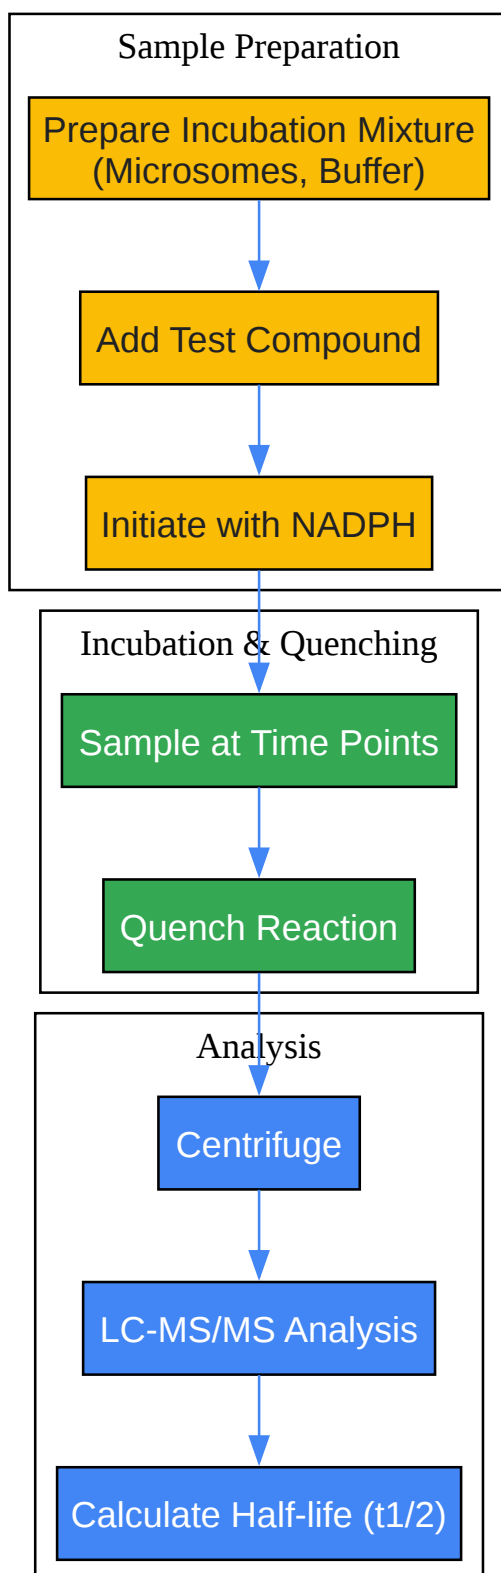 Sample Preparation
Prepare Incubation Mixture
(Microsomes, Buffer)
Add Test Compound
Initiate with NADPH
Incubation & Quenching
Sample at Time Points
Quench Reaction
Analysis
Centrifuge
LC-MS/MS Analysis
Calculate Half-life (t1/2)